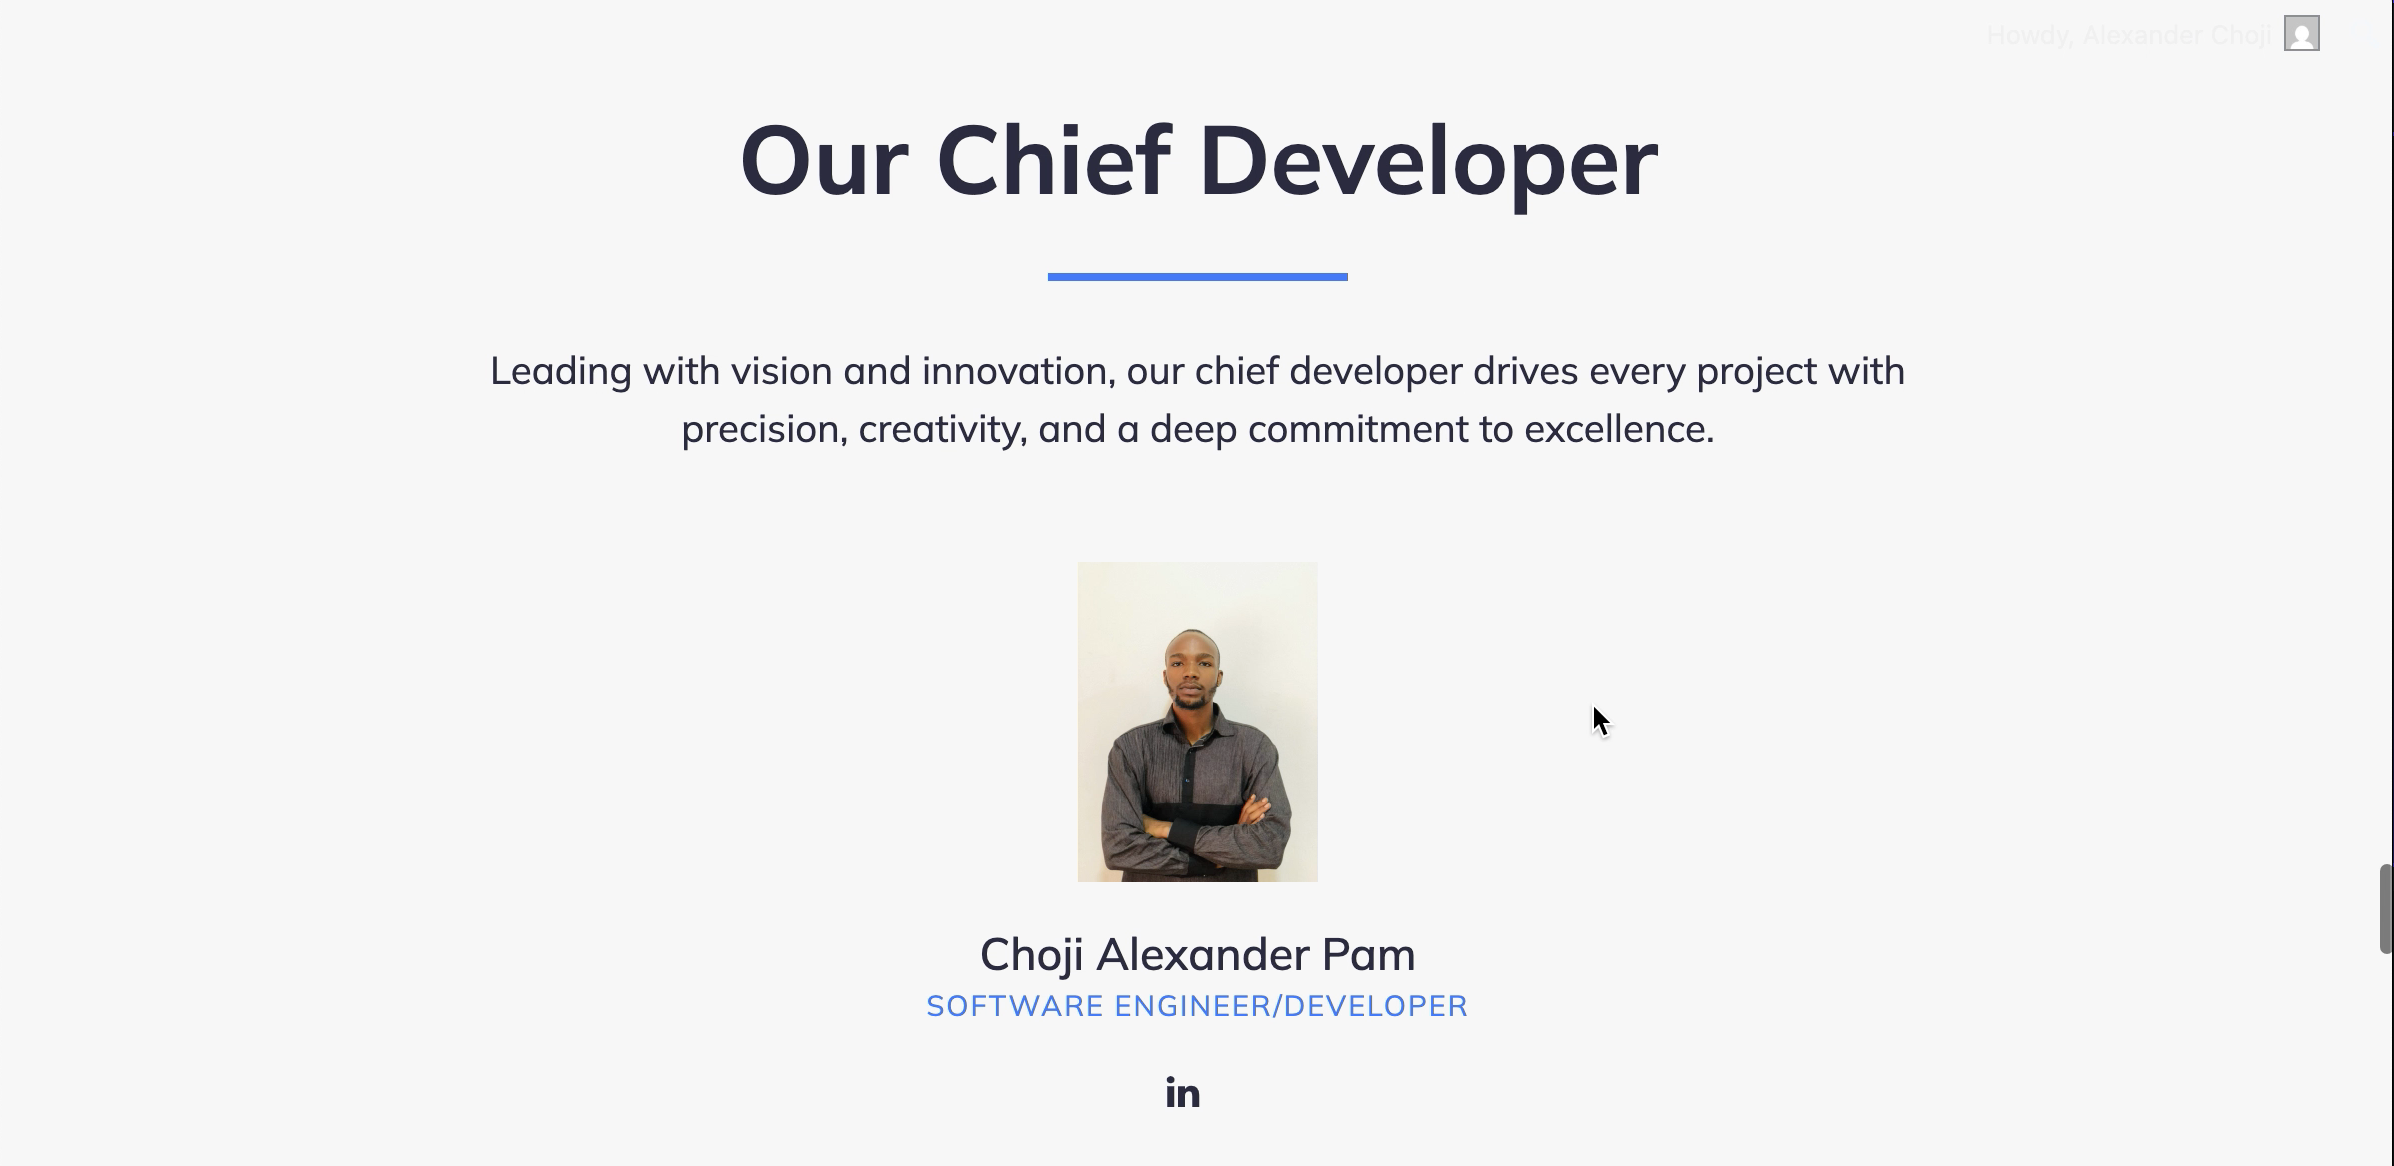 Howdy, Alexander Choji
Our Chief Developer
Leading with vision and innovation, our chief developer drives every project with
precision, creativity, and a deep commitment to excellence.
Choji Alexander Pam
SOFTWARE ENGINEER/DEVELOPER
in